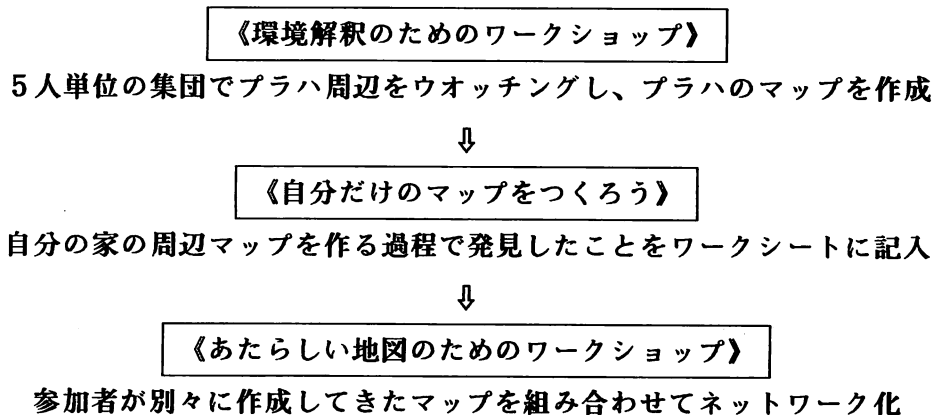 《環境解釈のためのワークショップ》
5人単位の集団でプラハ周辺をウオッチングし、プラハのマップを作成
⇩
《自分だけのマップをつくろう》
自分の家の周辺マップを作る過程で発見したことをワークシートに記入
⇩
《あたらしい地図のためのワークショップ》
参加者が別々に作成してきたマップを組み合わせてネットワーク化